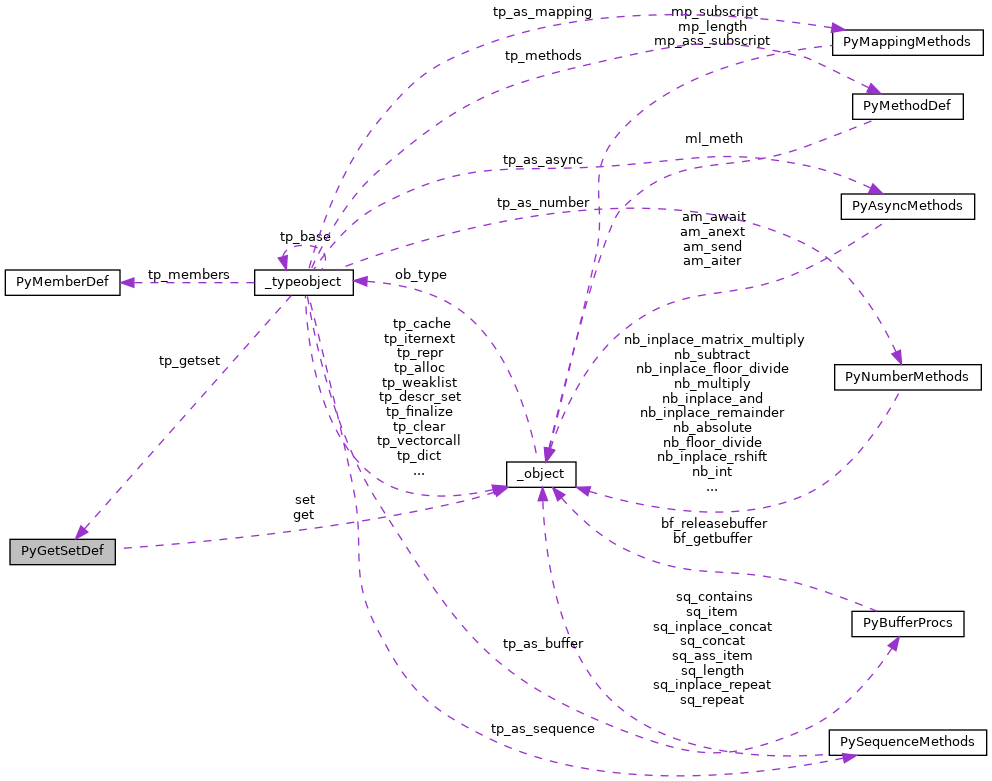 tp_as_mapping
mp_subscript
mp_length
mp_ass_subscript
PyMappingMethods
tp_methods
PyMethodDef
ml_meth
tp_as_async
tp_as_number
PyAsyncMethods
am_await
am_anext
am_send
am_aiter
tp_base
PyMemberDef
tp_members
_typeobject
ob_type
tp_cache
tp_iternext
tp_repr
tp_alloc
tp_weaklist
tp_descr_set
tp_finalize
tp_clear
tp_vectorcall
tp_dict
...
nb_inplace_matrix_multiply
nb_subtract
nb_inplace_floor_divide
nb_multiply
nb_inplace_and
nb_inplace_remainder
nb_absolute
nb_floor_divide
nb_inplace_rshift
nb_int
...
PyNumberMethods
tp_getset
_object
set
get
PyGetSetDef
bf_releasebuffer
bf_getbuffer
PyBufferProcs
sq_contains
sq_item
sq_inplace_concat
sq_concat
sq_ass_item
sq_length
sq_inplace_repeat
sq_repeat
tp_as_buffer
tp_as_sequence
PySequenceMethods